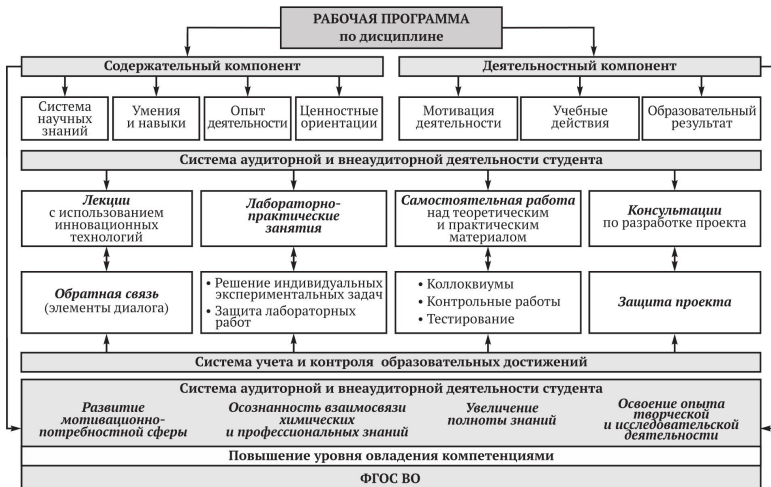 РАБОЧАЯ ПРОГРАММА
по дисциплине
Содержательный компонент
Деятельностный компонент
Система
научных
знаний
Умения
и навыки
Опыт
деятельности
Ценностные
ориентации
Мотивация
деятельности
Учебные
действия
Образовательный
результат
Система аудиторной и внеаудиторной деятельности студента
Лекции
с использованием
инновационных
технологий
Лабораторно-
практические
занятия
Самостоятельная работа
над теоретическим
и практическим
материалом
Консультации
по разработке проекта
Обратная связь
(элементы диалога)
• Решение индивидуальных
экспериментальных задач
• Защита лабораторных
работ
• Коллоквиумы
• Контрольные работы
• Тестирование
Защита проекта
Система учета и контроля образовательных достижений
Система аудиторной и внеаудиторной деятельности студента
Развитие
мотивационно-
потребностной сферы
Осознанность взаимосвязи
химических
и профессиональных знаний
Увеличение
полноты знаний
Освоение опыта
творческой
и исследовательской
деятельности
Повышение уровня овладения компетенциями
ФГОС ВО